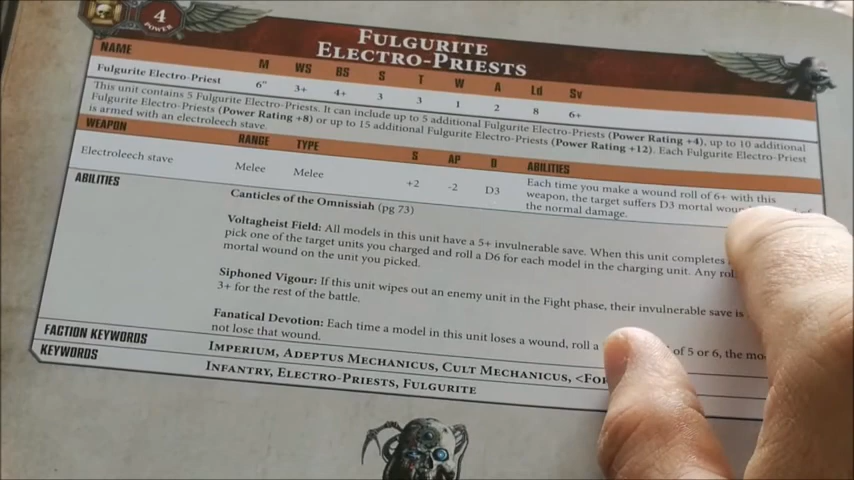 4
POWER
FULGURITE
ELECTRO-PRIESTS
NAME M WS BS S T W A Ld Sv
Fulgurite Electro-Priest 6" 3+ 4+ 3 3 1 2 8 6+
This unit contains 5 Fulgurite Electro-Priests. It can include up to 5 additional Fulgurite Electro-Priests (Power Rating +4), up to 10 additional
Fulgurite Electro-Priests (Power Rating +8) or up to 15 additional Fulgurite Electro-Priests (Power Rating +12). Each Fulgurite Electro-Priest
is armed with an electroleech stave.
WEAPON RANGE TYPE S AP D ABILITIES
Electroleech stave Melee Melee +2 -2 D3 Each time you make a wound roll of 6+ with this
weapon, the target suffers D3 mortal
the normal damage.
ABILITIES Canticles of the Omnissiah (pg 73)
Voltagheist Field: All models in this unit have a 5+ invulnerable save. When this unit completes
pick one of the target units you charged and roll a D6 for each model in the charging unit. Any
mortal wound on the unit you picked.
Siphoned Vigour: If this unit wipes out an enemy unit in the Fight phase, their invulnerable save is
3+ for the rest of the battle.
Fanatical Devotion: Each time a model in this unit loses a wound, roll a of 5 or 6, the
not lose that wound.
FACTION KEYWORDS IMPERIUM, ADEPTUS MECHANICUS, CULT MECHANICUS,
KEYWORDS INFANTRY, ELECTRO-PRIESTS, FULGURITE